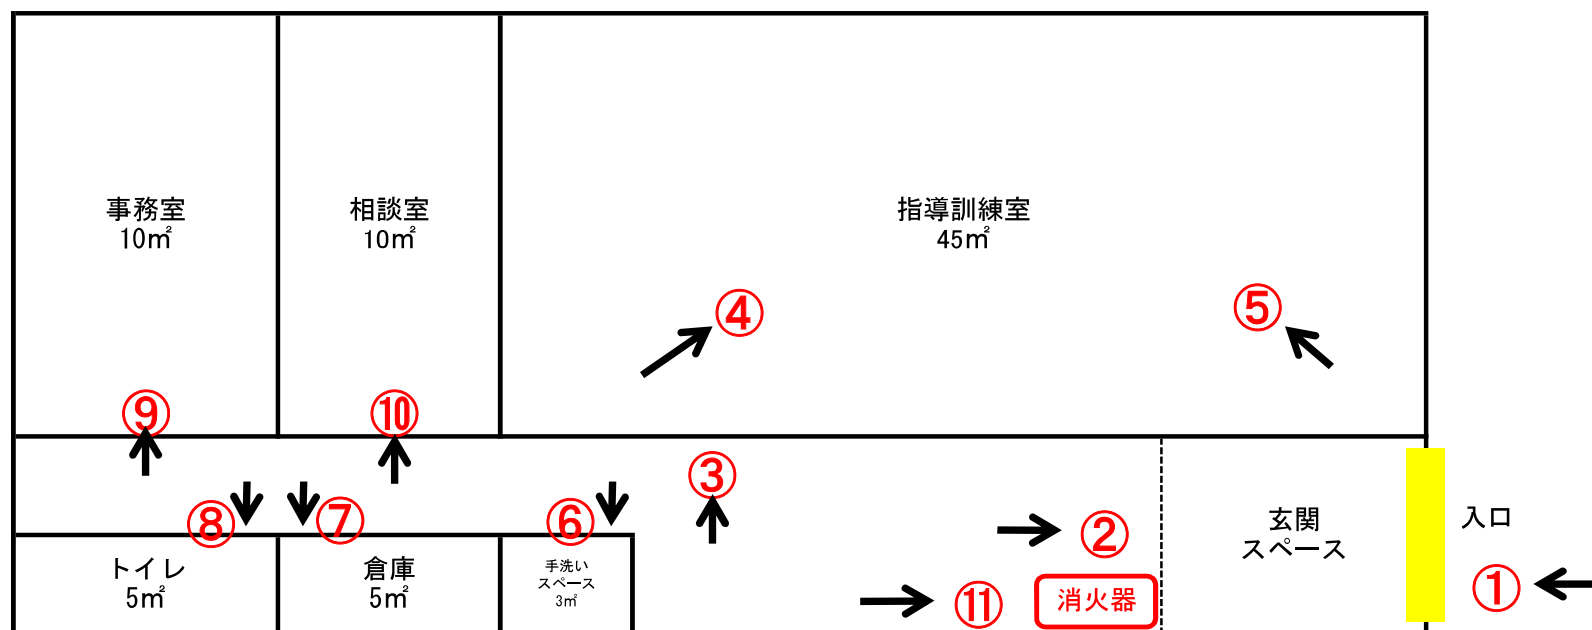 事務室
10㎡
相談室
10㎡
指導訓練室
45㎡
④
⑤
⑨
⑩
③
⑧
⑦
⑥
②
玄関
スペース
入口
トイレ
5㎡
倉庫
5㎡
手洗い
スペース
3㎡
⑪
消火器
①